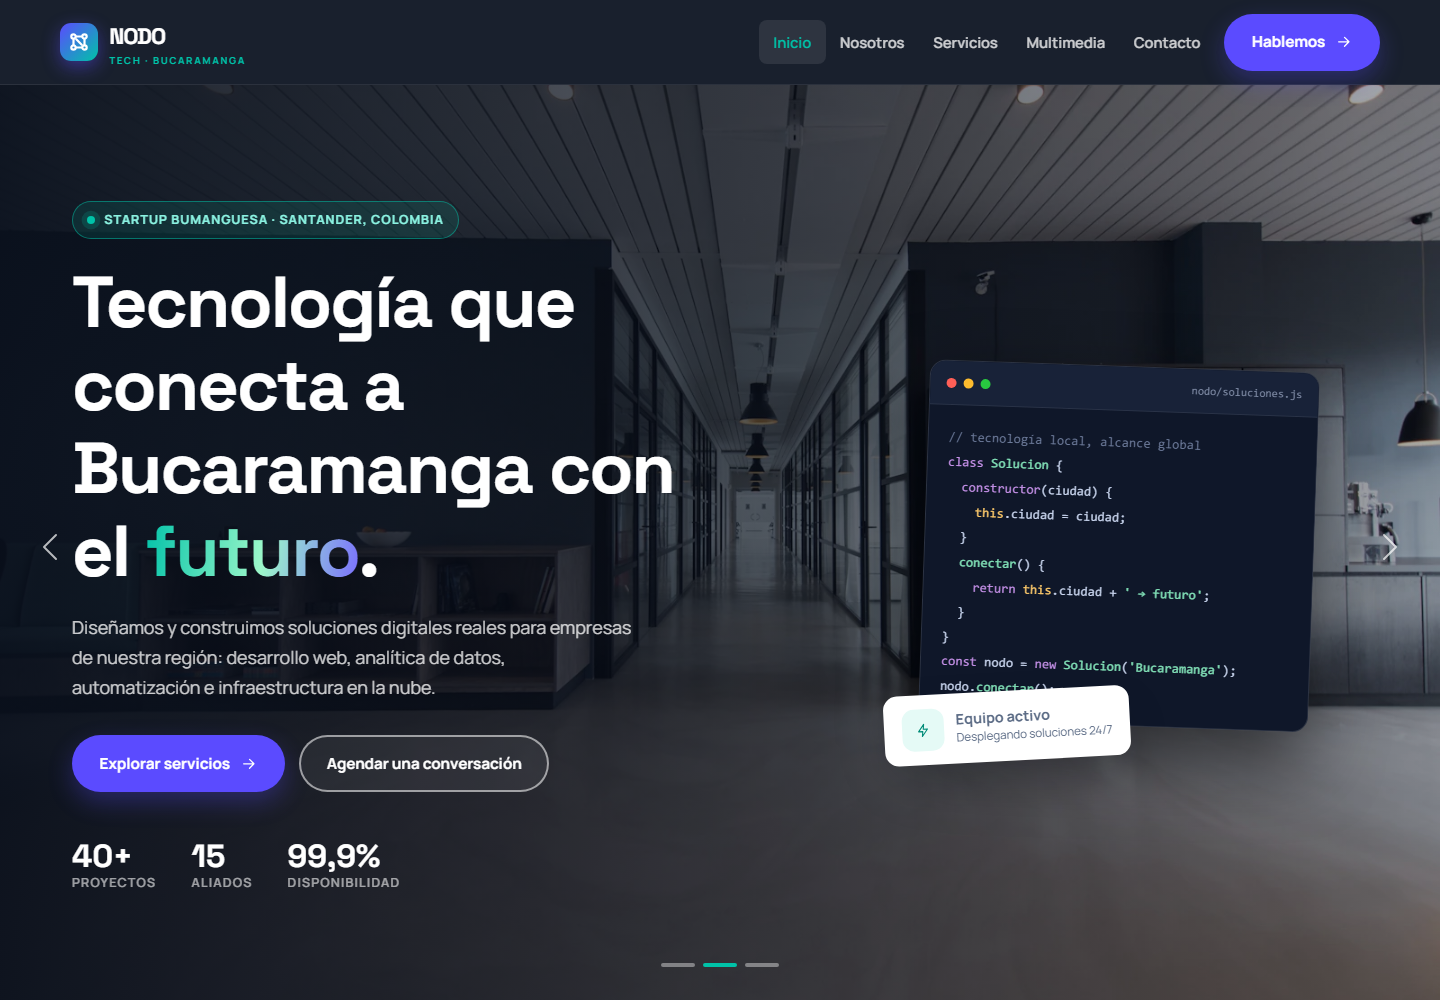 NODO
TECH · BUCARAMANGA
Inicio
Nosotros
Servicios
Multimedia
Contacto
Hablemos →
STARTUP BUMANGUESA · SANTANDER, COLOMBIA
Tecnología que
conecta a
Bucaramanga con
el futuro.
Diseñamos y construimos soluciones digitales reales para empresas
de nuestra región: desarrollo web, analítica de datos,
automatización e infraestructura en la nube.
Explorar servicios →
Agendar una conversación
40+
PROYECTOS
15
ALIADOS
99,9%
DISPONIBILIDAD
nodo/soluciones.js
// tecnología local, alcance global
class Solucion {
constructor(ciudad) {
this.ciudad = ciudad;
}
conectar() {
return this.ciudad + ' → futuro';
}
}
const nodo = new Solucion('Bucaramanga');
nodo.conectar();
Equipo activo
Desplegando soluciones 24/7